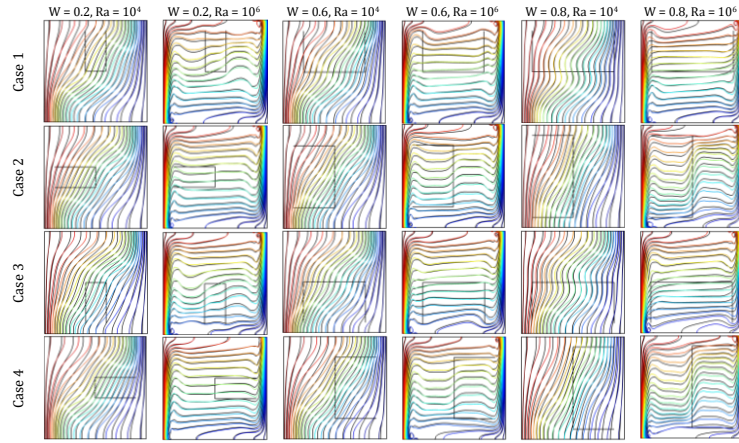 W = 0.2, Ra = 10⁴ W = 0.2, Ra = 10⁶ W = 0.6, Ra = 10⁴ W = 0.6, Ra = 10⁶ W = 0.8, Ra = 10⁴ W = 0.8, Ra = 10⁶
Case 1
Case 2
Case 3
Case 4